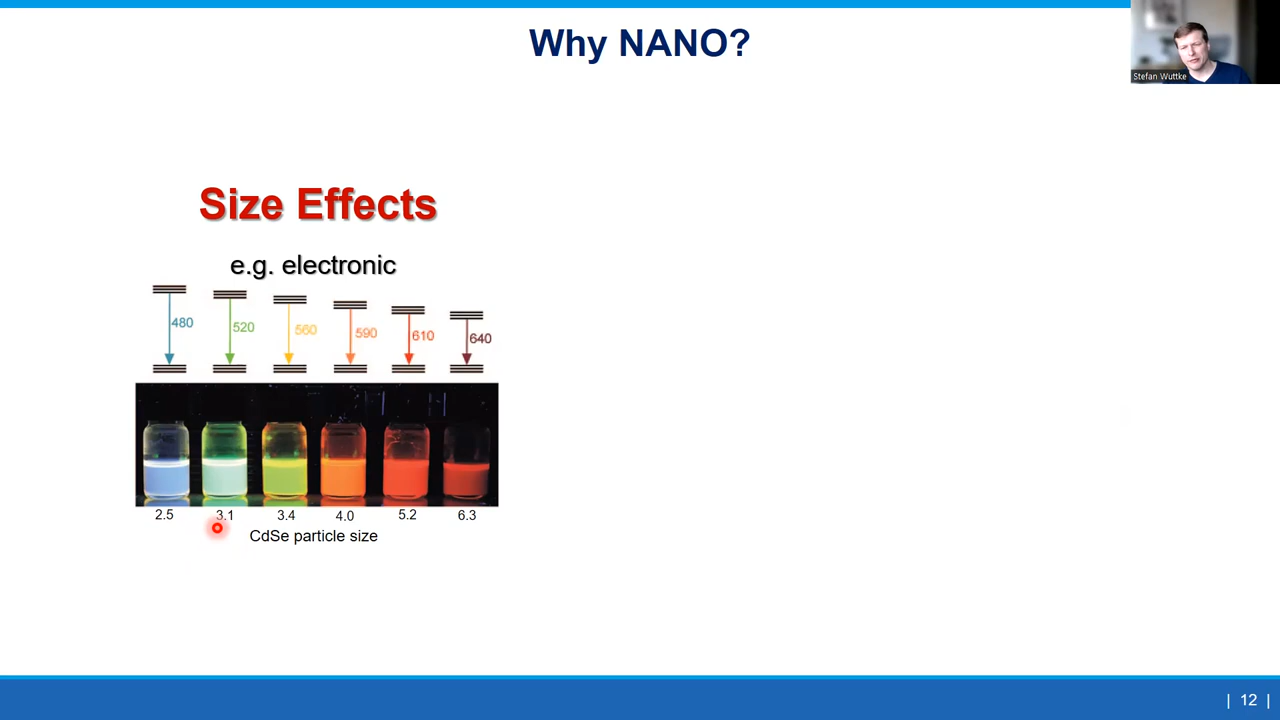 Why NANO?
Stefan Wuttke
Size Effects
e.g. electronic
480 520 560 590 610 640
2.5 3.1 3.4 4.0 5.2 6.3
CdSe particle size
| 12 |